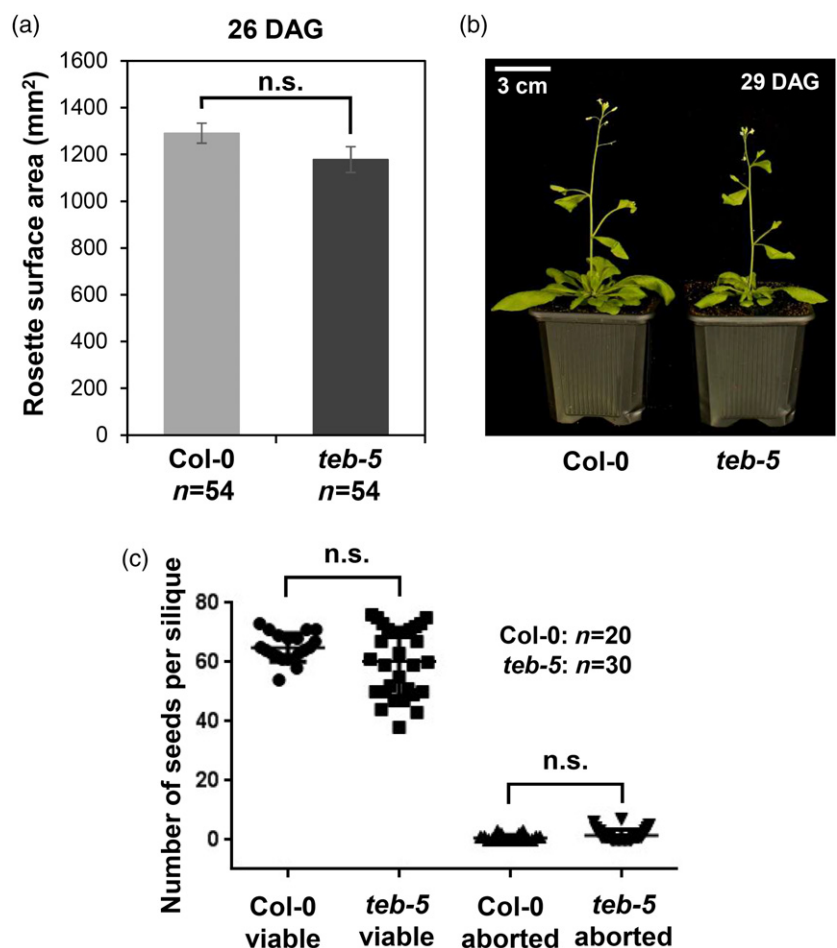 (a)
26 DAG
Rosette surface area (mm²)
1600
1400
1200
1000
800
600
400
200
0
n.s.
Col-0
n=54
teb-5
n=54
(b)
3 cm
29 DAG
Col-0
teb-5
(c)
Number of seeds per silique
80
60
40
20
0
n.s.
n.s.
Col-0: n=20
teb-5: n=30
Col-0
viable
teb-5
viable
Col-0
aborted
teb-5
aborted